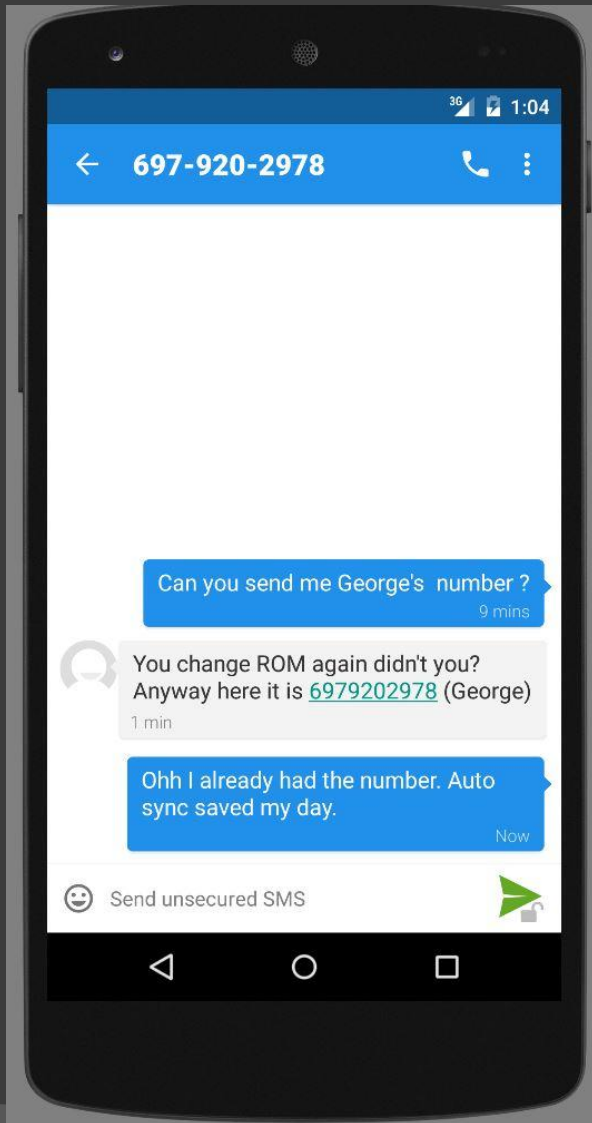 3G 1:04
697-920-2978
Can you send me George's  number ?
9 mins
You change ROM again didn't you?
Anyway here it is 6979202978 (George)
1 min
Ohh I already had the number. Auto
sync saved my day.
Now
Send unsecured SMS